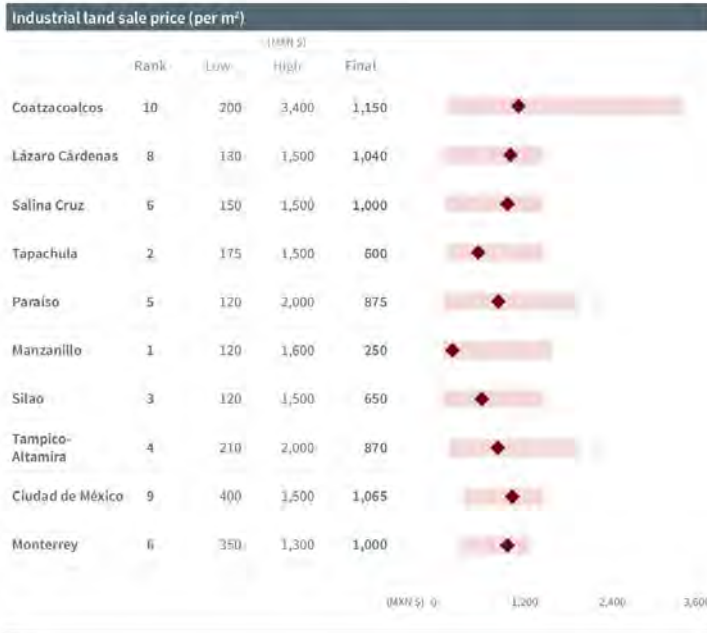 Industrial land sale price (per m²)
(MXN $)
Rank Low High Final
Coatzacoalcos 10 200 3,400 1,150
Lázaro Cárdenas 8 130 1,500 1,040
Salina Cruz 6 150 1,500 1,000
Tapachula 2 175 1,500 600
Paraíso 5 120 2,000 875
Manzanillo 1 120 1,600 250
Silao 3 120 1,500 650
Tampico-
Altamira 4 210 2,000 870
Ciudad de México 9 400 1,500 1,065
Monterrey 6 350 1,300 1,000
(MXN $) 0 1,200 2,400 3,600